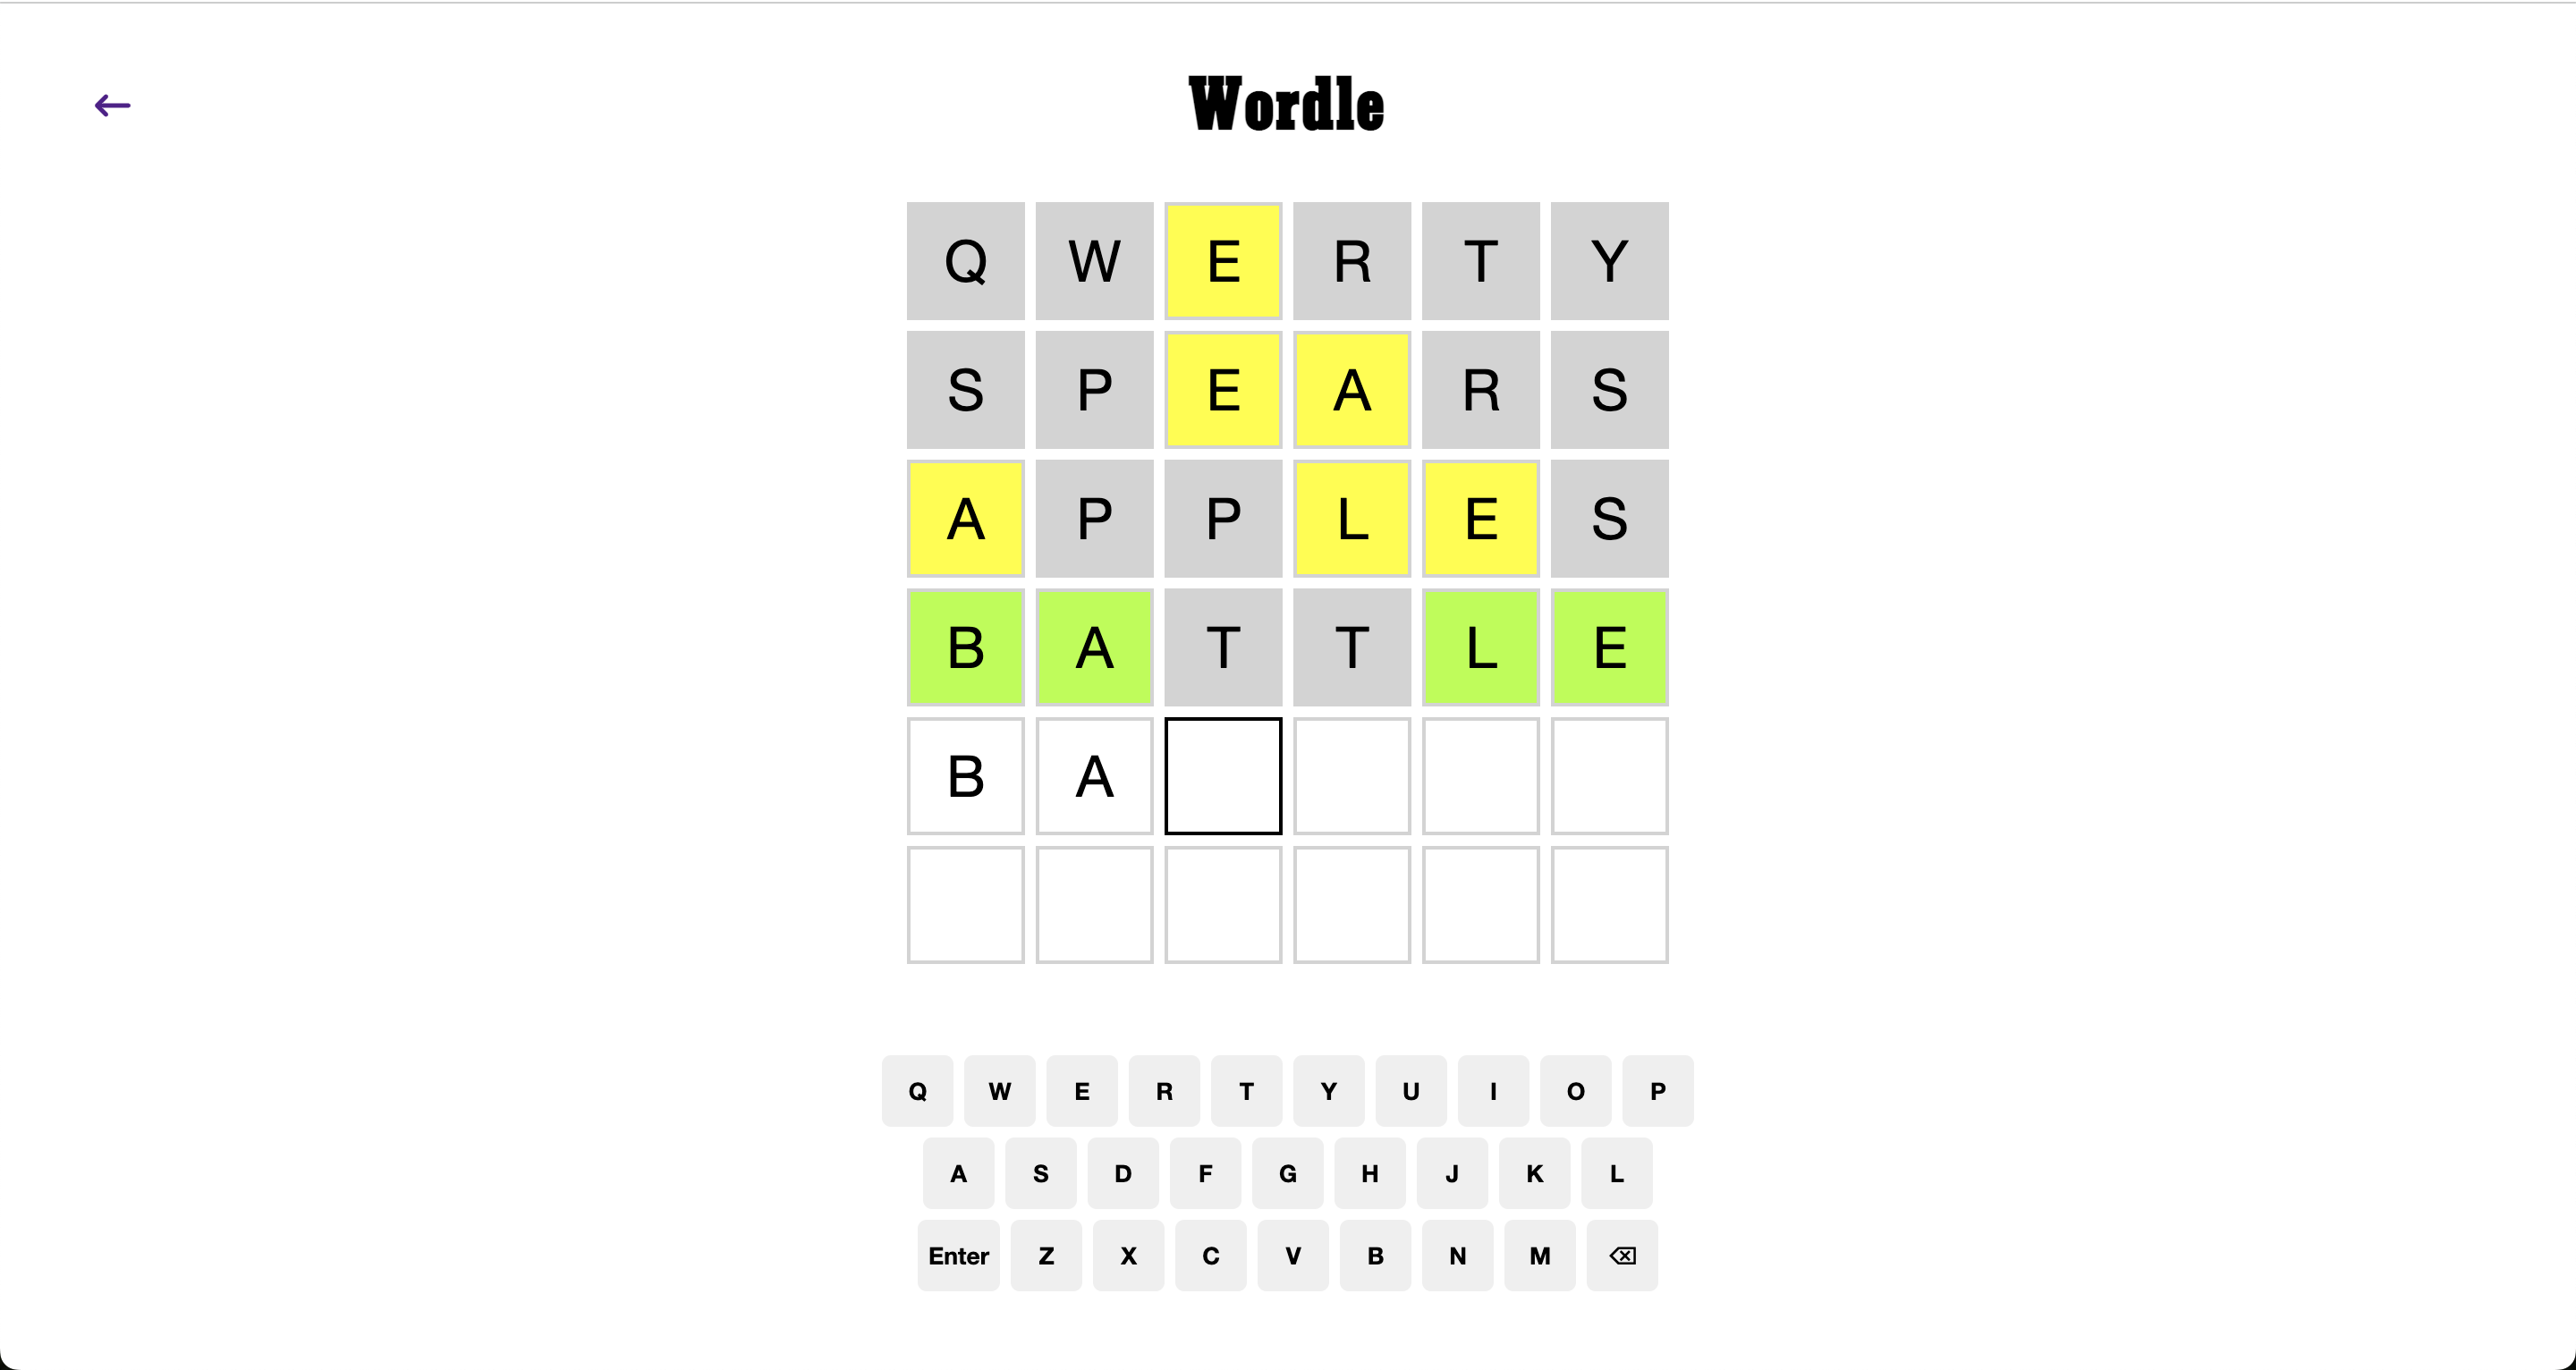 Wordle
Q W E R T Y
S P E A R S
A P P L E S
B A T T L E
B A
Q W E R T Y U I O P
A S D F G H J K L
Enter Z X C V B N M